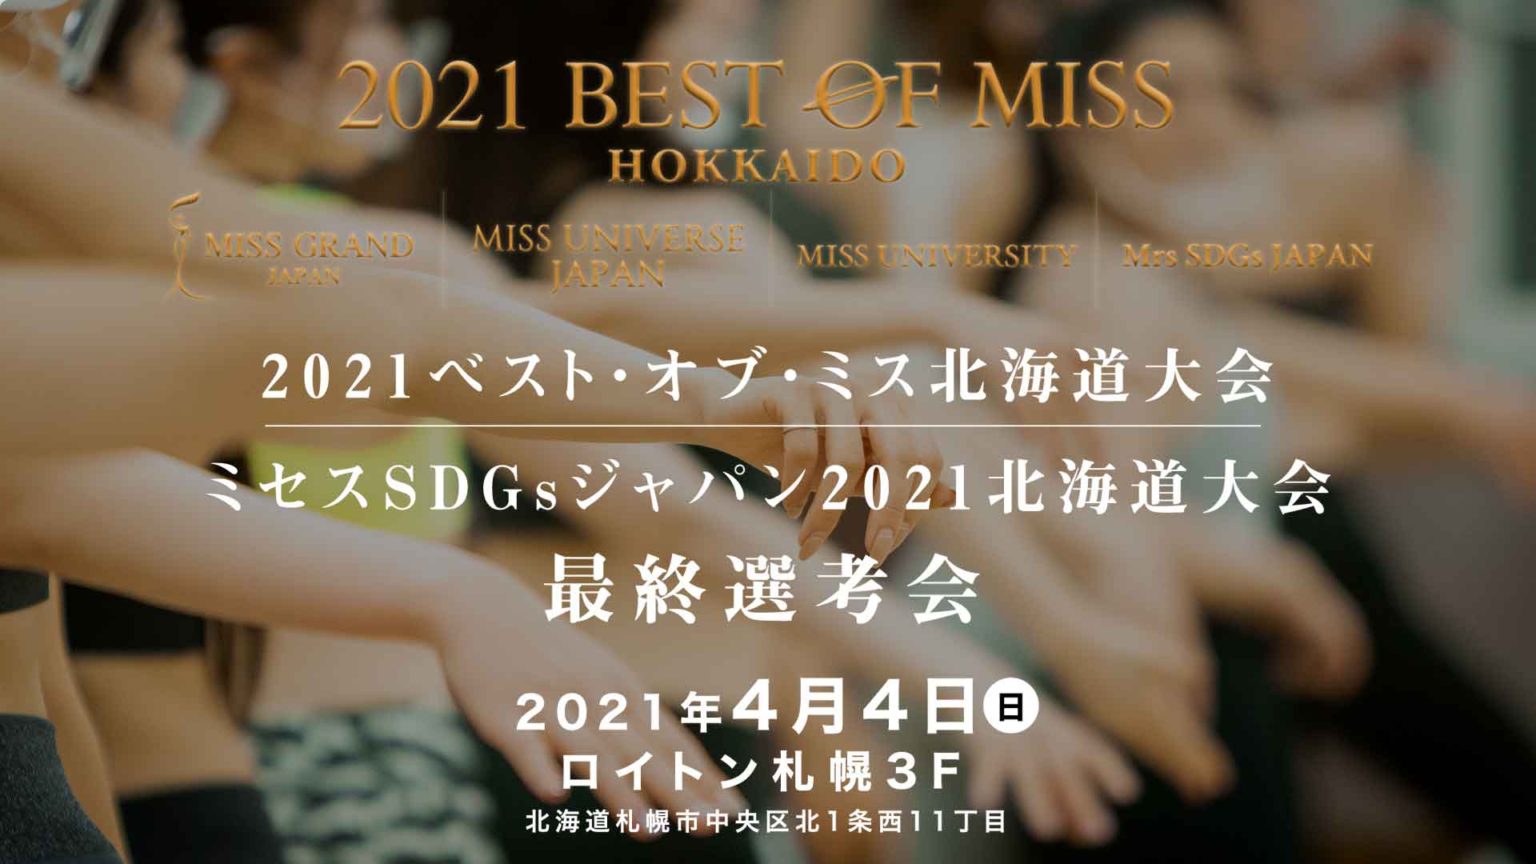 2021 BEST OF MISS
HOKKAIDO
MISS GRAND
JAPAN
MISS UNIVERSE
JAPAN
MISS UNIVERSITY
Mrs SDGs JAPAN
2021ベスト・オブ・ミス北海道大会
ミセスSDGsジャパン2021北海道大会
最終選考会
2021年4月4日日
ロイトン札幌3F
北海道札幌市中央区北1条西11丁目